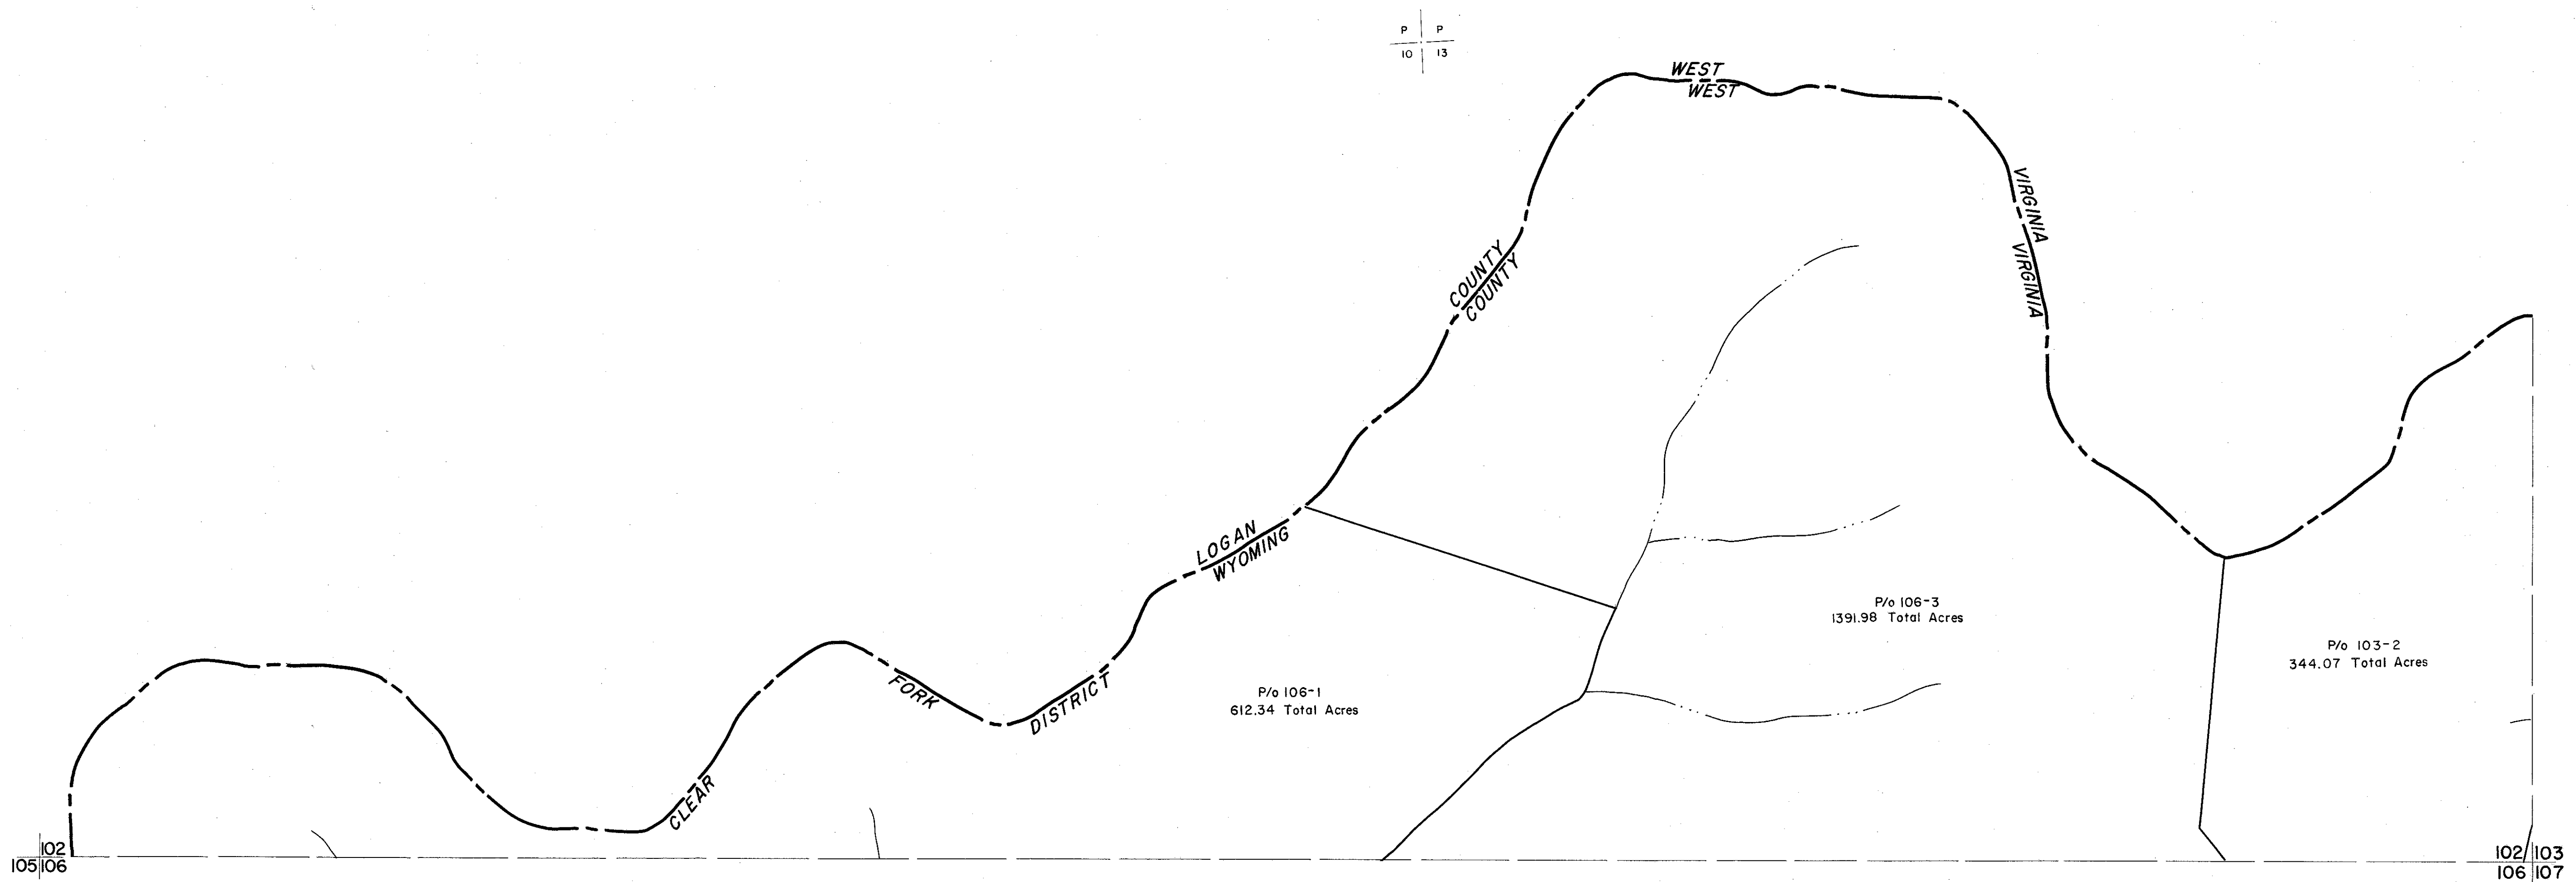 P P
10 13
WEST
WEST
VIRGINIA
VIRGINIA
COUNTY
COUNTY
LOGAN
WYOMING
CLEAR
FORK
DISTRICT
P/o 106-3
1391.98 Total Acres
P/o 103-2
344.07 Total Acres
P/o 106-1
612.34 Total Acres
102
105 106
102 103
106 107